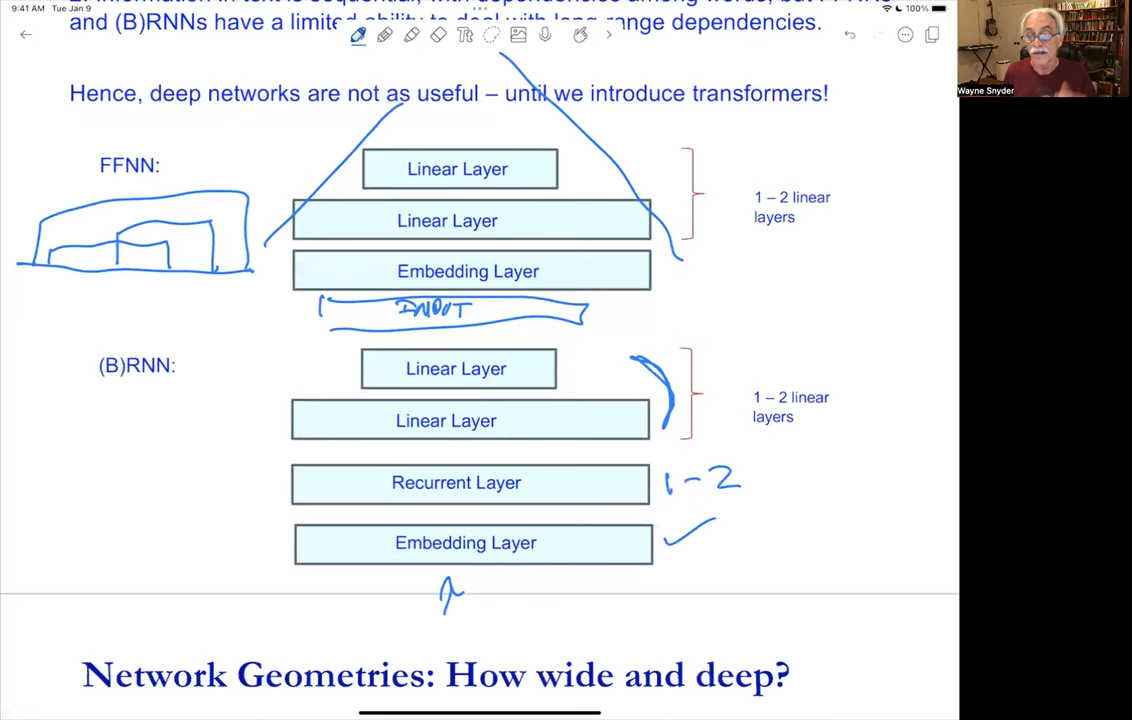 9:41 AM Tue Jan 9
100%
and (B)RNNs have a limited ability to deal with long range dependencies.
Tt
Wayne Snyder
Hence, deep networks are not as useful – until we introduce transformers!
FFNN:
Linear Layer
Linear Layer
1 – 2 linear
layers
Embedding Layer
INPUT
(B)RNN:
Linear Layer
Linear Layer
1 – 2 linear
layers
Recurrent Layer
1-2
Embedding Layer
Network Geometries: How wide and deep?